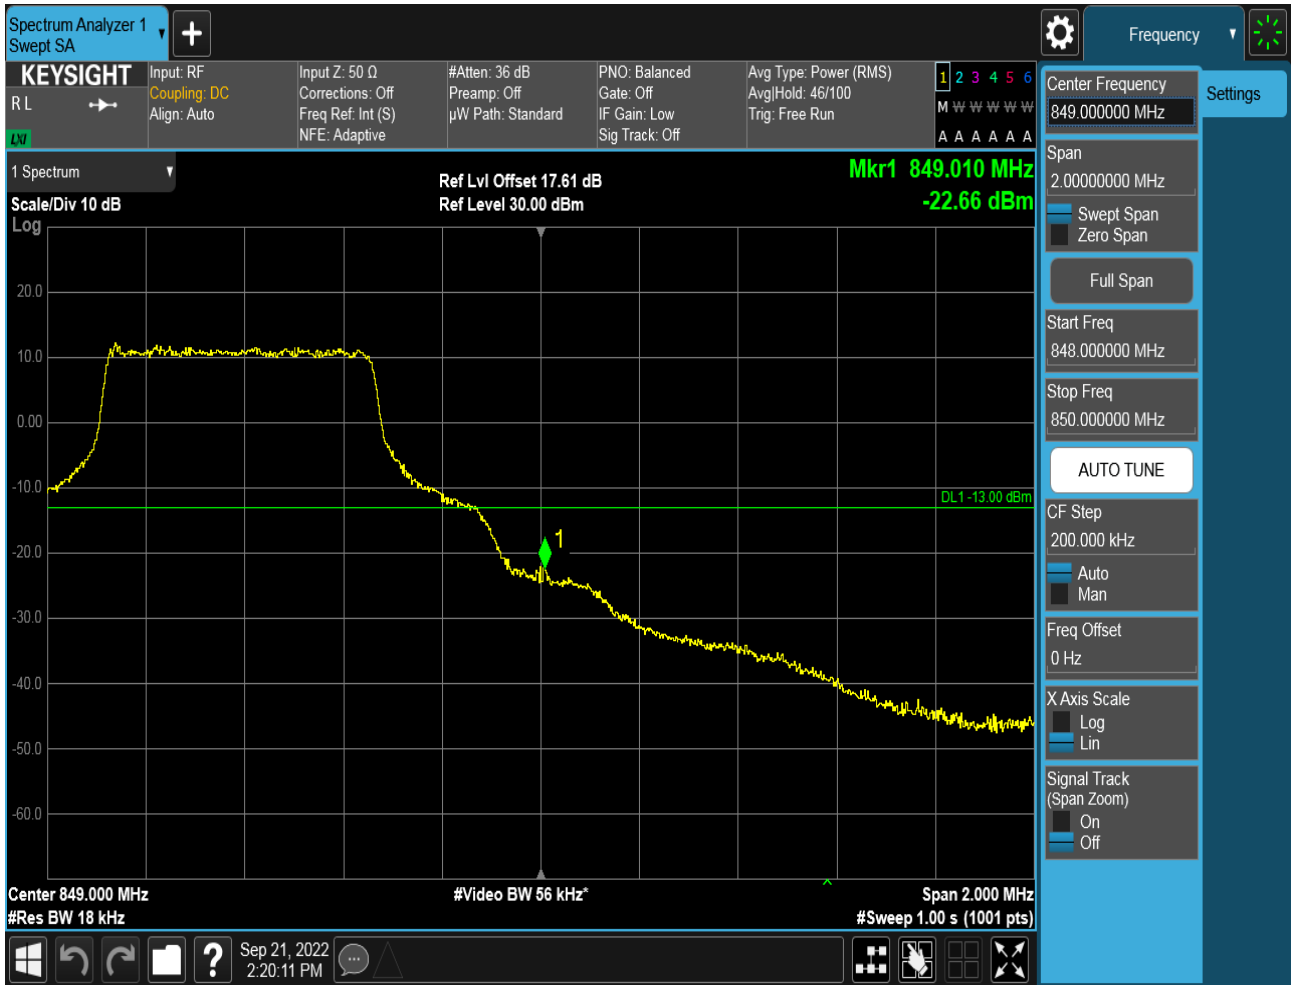 Spectrum Analyzer 1
Swept SA
Frequency
KEYSIGHT
R L
LXI
Input: RF
Coupling: DC
Align: Auto
Input Z: 50 Ω
Corrections: Off
Freq Ref: Int (S)
NFE: Adaptive
#Atten: 36 dB
Preamp: Off
µW Path: Standard
PNO: Balanced
Gate: Off
IF Gain: Low
Sig Track: Off
Avg Type: Power (RMS)
Avg|Hold: 46/100
Trig: Free Run
1 2 3 4 5 6
M W W W W W
A A A A A A
1 Spectrum
Scale/Div 10 dB
Log
Ref Lvl Offset 17.61 dB
Ref Level 30.00 dBm
Mkr1 849.010 MHz
-22.66 dBm
20.0
10.0
0.00
-10.0
-20.0
-30.0
-40.0
-50.0
-60.0
DL1 -13.00 dBm
1
Center 849.000 MHz
#Res BW 18 kHz
#Video BW 56 kHz*
Span 2.000 MHz
#Sweep 1.00 s (1001 pts)
Center Frequency
849.000000 MHz
Settings
Span
2.00000000 MHz
Swept Span
Zero Span
Full Span
Start Freq
848.000000 MHz
Stop Freq
850.000000 MHz
AUTO TUNE
CF Step
200.000 kHz
Auto
Man
Freq Offset
0 Hz
X Axis Scale
Log
Lin
Signal Track
(Span Zoom)
On
Off
?
Sep 21, 2022
2:20:11 PM